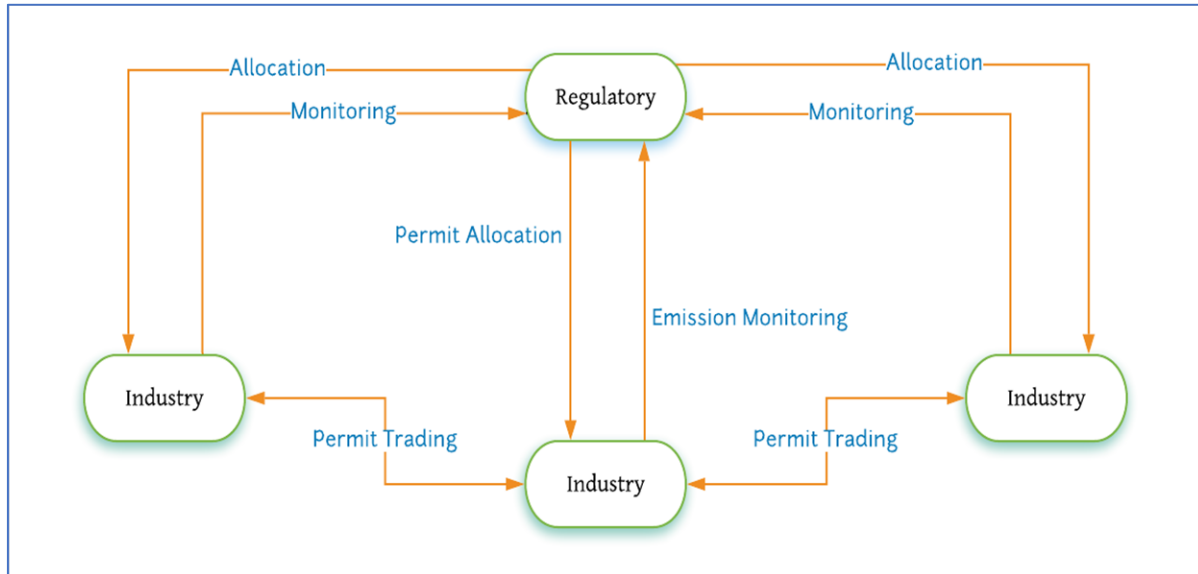 Allocation
Allocation
Regulatory
Monitoring
Monitoring
Permit Allocation
Emission Monitoring
Industry
Industry
Permit Trading
Permit Trading
Industry